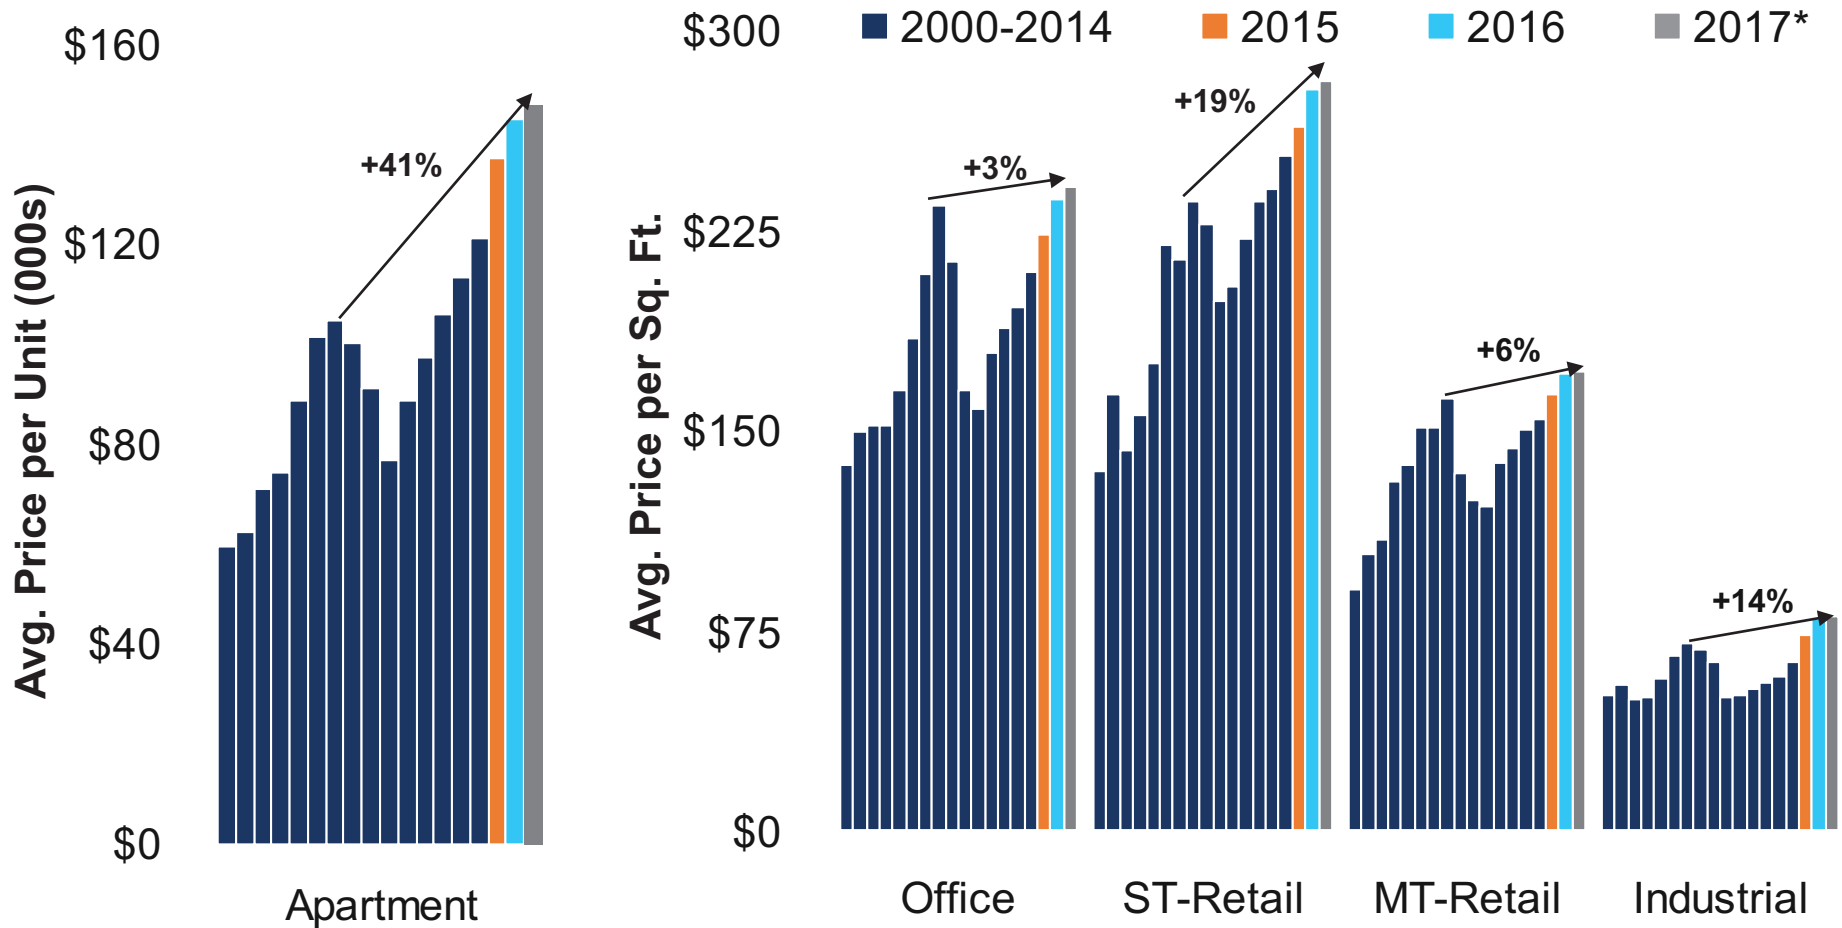 Avg. Price per Unit (000s)
$160
$120
$80
$40
$0
+41%
Apartment
Avg. Price per Sq. Ft.
$300
$225
$150
$75
$0
2000-2014
2015
2016
2017*
+3%
+19%
+6%
+14%
Office
ST-Retail
MT-Retail
Industrial